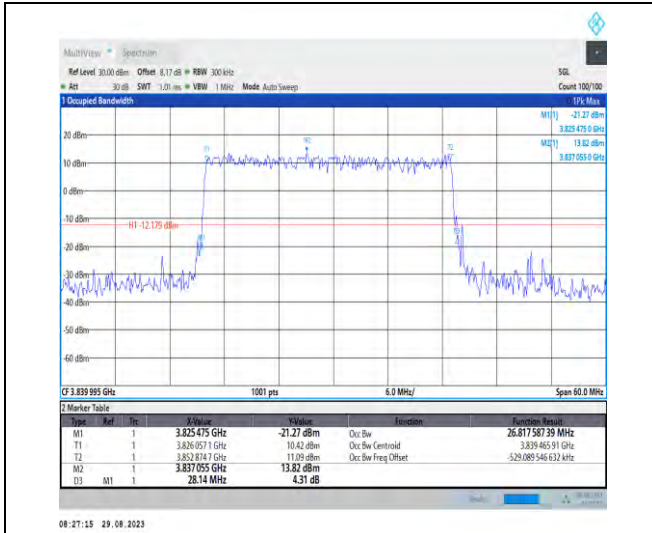 MultiView Spectrum
Ref Level 30.00 dBm Offset 8.17 dB RBW 300 kHz SGL
Att 30 dB SWT 1.01 ms VBW 1 MHz Mode Auto Sweep Count 100/100
1 Occupied Bandwidth 1Pk Max
M1[1] -21.27 dBm
3.825 475 0 GHz
M2[1] 13.82 dBm
3.837 055 0 GHz
20 dBm
10 dBm
0 dBm
-10 dBm
H1 -12.179 dBm
-20 dBm
-30 dBm
-40 dBm
-50 dBm
-60 dBm
T1
M2
T2
CF 3.839 995 GHz 1001 pts 6.0 MHz/ Span 60.0 MHz
2 Marker Table
Type Ref Trc X-Value Y-Value Function Function Result
M1 1 3.825 475 GHz -21.27 dBm Occ Bw 26.817 587 39 MHz
T1 1 3.826 057 1 GHz 10.42 dBm Occ Bw Centroid 3.839 465 91 GHz
T2 1 3.852 874 7 GHz 11.09 dBm Occ Bw Freq Offset -529.089 546 632 kHz
M2 1 3.837 055 GHz 13.82 dBm
D3 M1 1 28.14 MHz 4.31 dB
08:27:15 29.08.2023